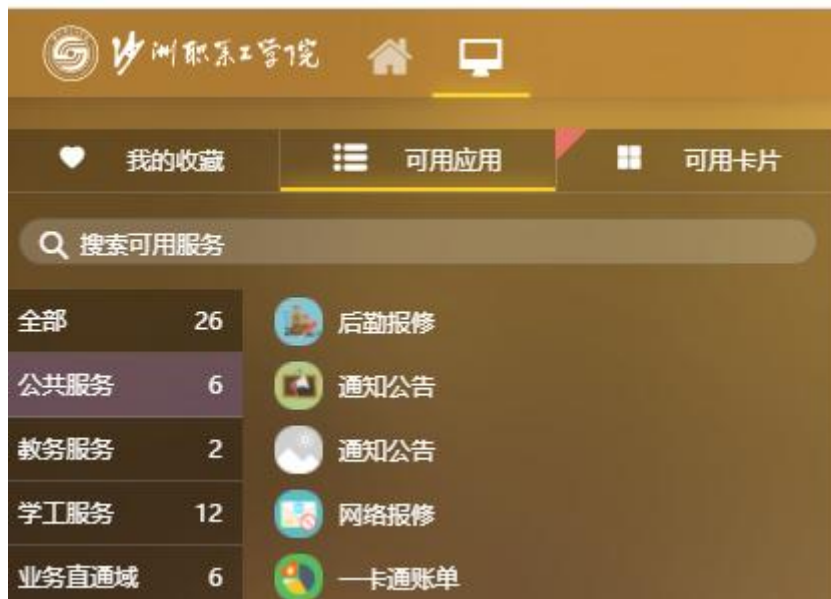 沙洲职业工学院
我的收藏
可用应用
可用卡片
搜索可用服务
全部 26
公共服务 6
教务服务 2
学工服务 12
业务直通域 6
后勤报修
通知公告
通知公告
网络报修
一卡通账单